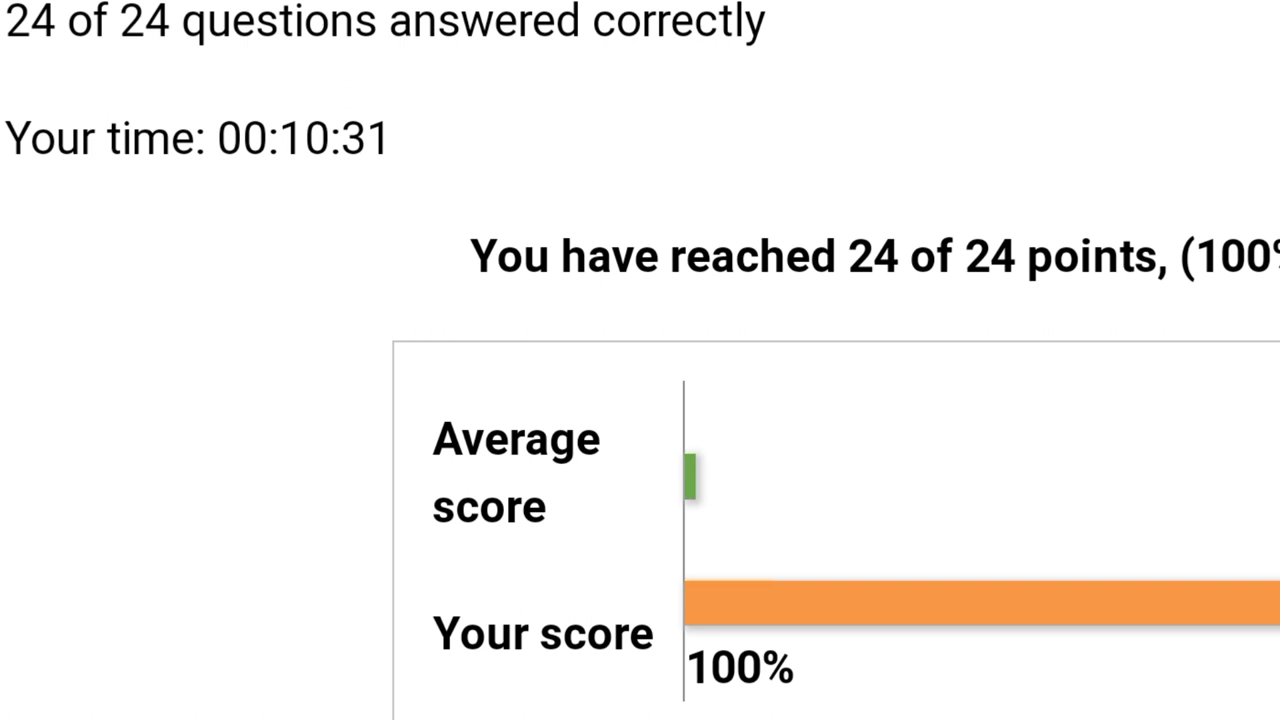 24 of 24 questions answered correctly
Your time: 00:10:31
You have reached 24 of 24 points, (100%
Average
score
Your score
100%